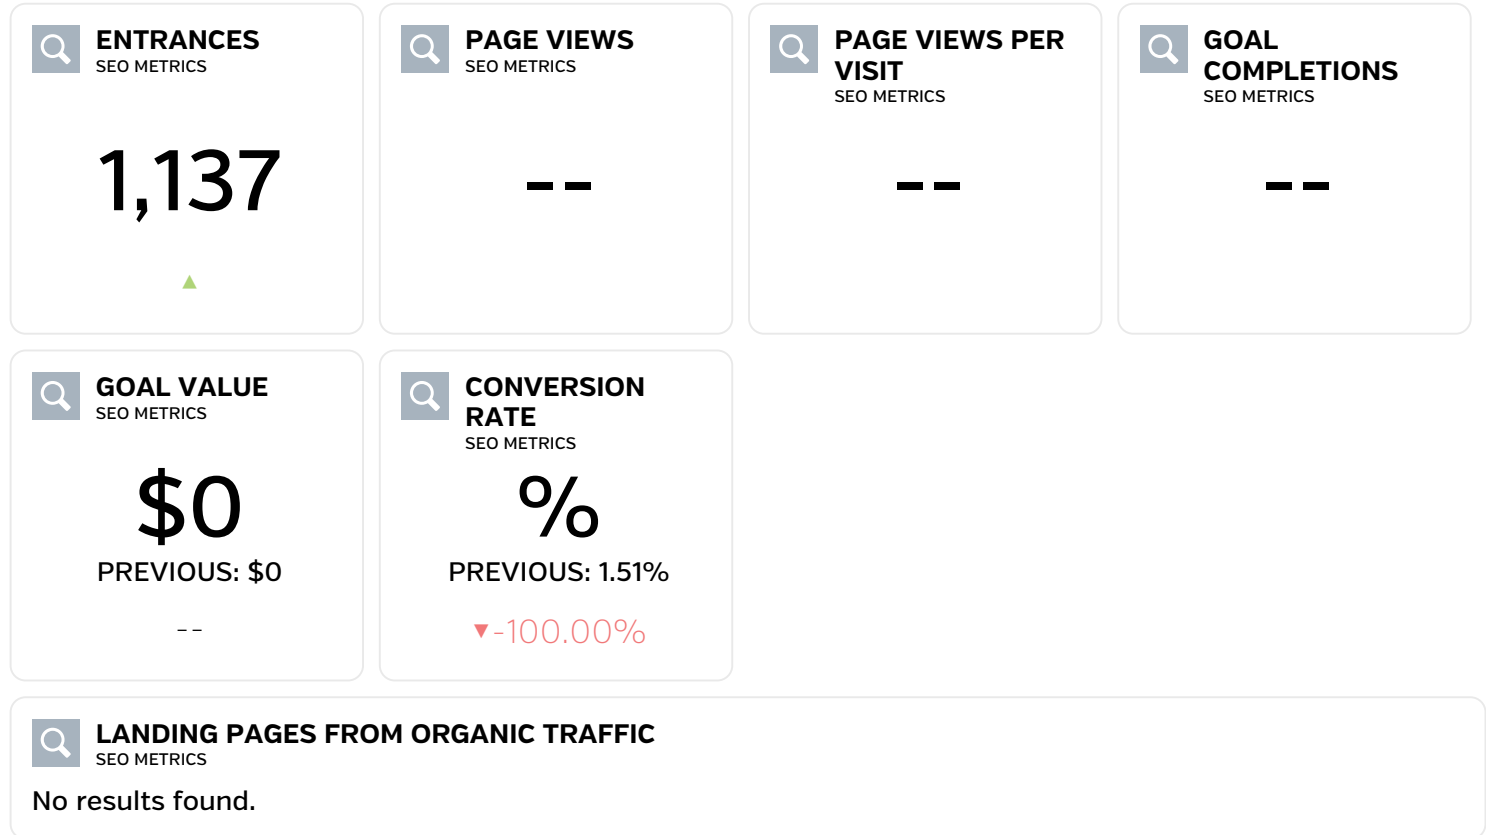 ENTRANCES
SEO METRICS
1,137
▲
PAGE VIEWS
SEO METRICS
--
PAGE VIEWS PER
VISIT
SEO METRICS
--
GOAL
COMPLETIONS
SEO METRICS
--
GOAL VALUE
SEO METRICS
$0
PREVIOUS: $0
--
CONVERSION
RATE
SEO METRICS
%
PREVIOUS: 1.51%
▼-100.00%
LANDING PAGES FROM ORGANIC TRAFFIC
SEO METRICS
No results found.